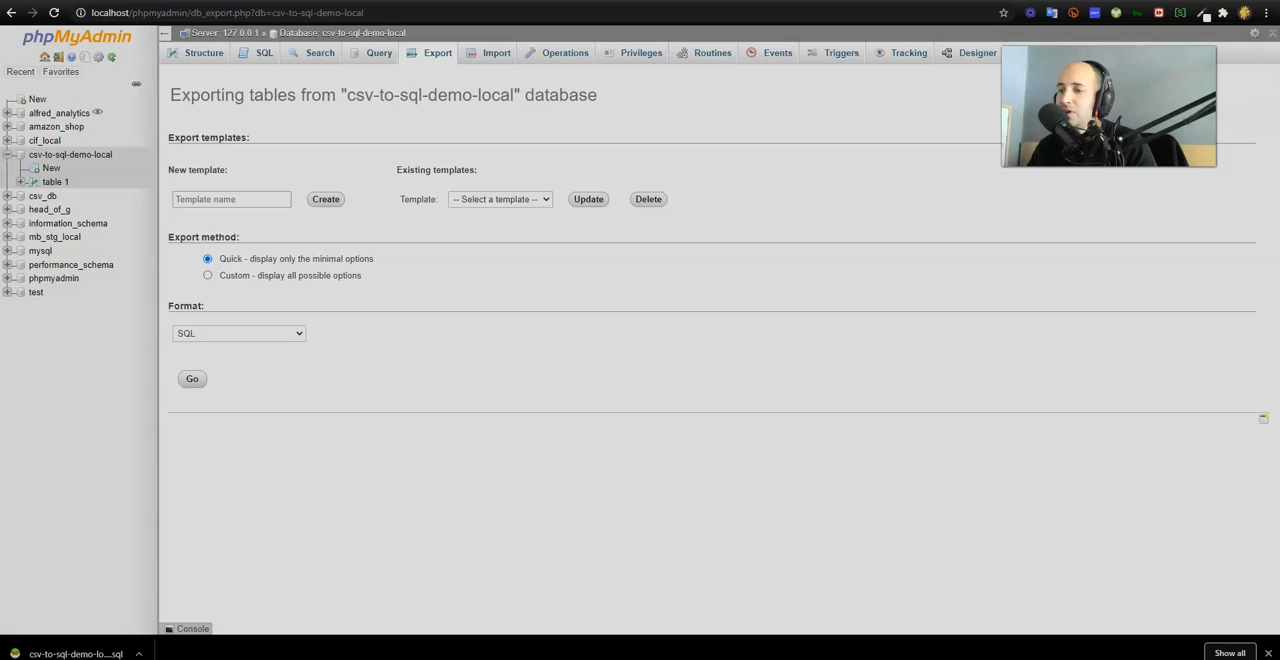 localhost/phpmyadmin/db_export.php?db=csv-to-sql-demo-local
phpMyAdmin
Recent Favorites
New
alfred_analytics
amazon_shop
cif_local
csv-to-sql-demo-local
New
table 1
csv_db
head_of_g
information_schema
mb_stg_local
mysql
performance_schema
phpmyadmin
test
Server: 127.0.0.1 » Database: csv-to-sql-demo-local
Structure SQL Search Query Export Import Operations Privileges Routines Events Triggers Tracking Designer
Exporting tables from "csv-to-sql-demo-local" database
Export templates:
New template: Existing templates:
Template name Create Template: -- Select a template -- Update Delete
Export method:
Quick - display only the minimal options
Custom - display all possible options
Format:
SQL
Go
Console
csv-to-sql-demo-lo....sql Show all